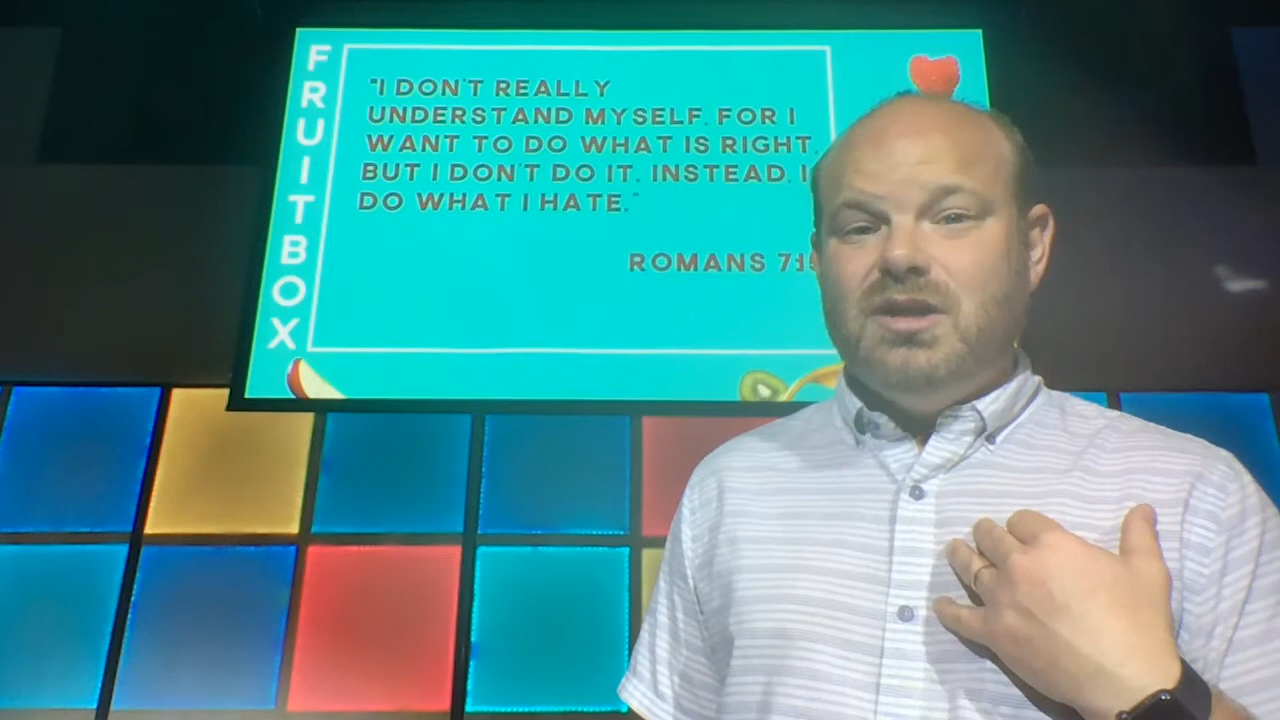 FRUITBOX
"I DON'T REALLY
UNDERSTAND MYSELF. FOR I
WANT TO DO WHAT IS RIGHT,
BUT I DON'T DO IT. INSTEAD, I
DO WHAT I HATE."
ROMANS 7:15